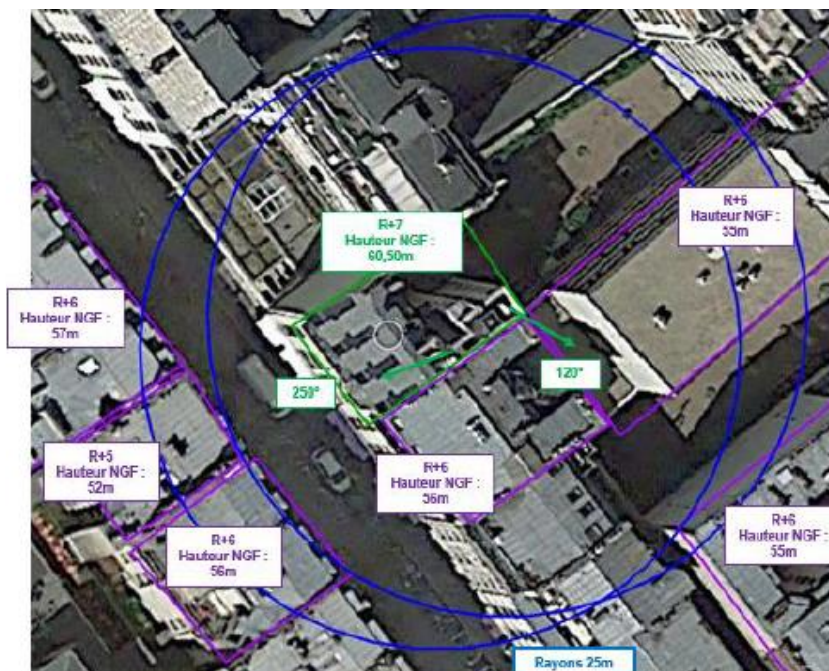 R+6
Hauteur NGF :
55m
R+7
Hauteur NGF :
60,50m
R+6
Hauteur NGF :
57m
250°
120°
R+5
Hauteur NGF :
52m
R+6
Hauteur NGF :
56m
R+6
Hauteur NGF :
56m
R+6
Hauteur NGF :
55m
Rayons 25m